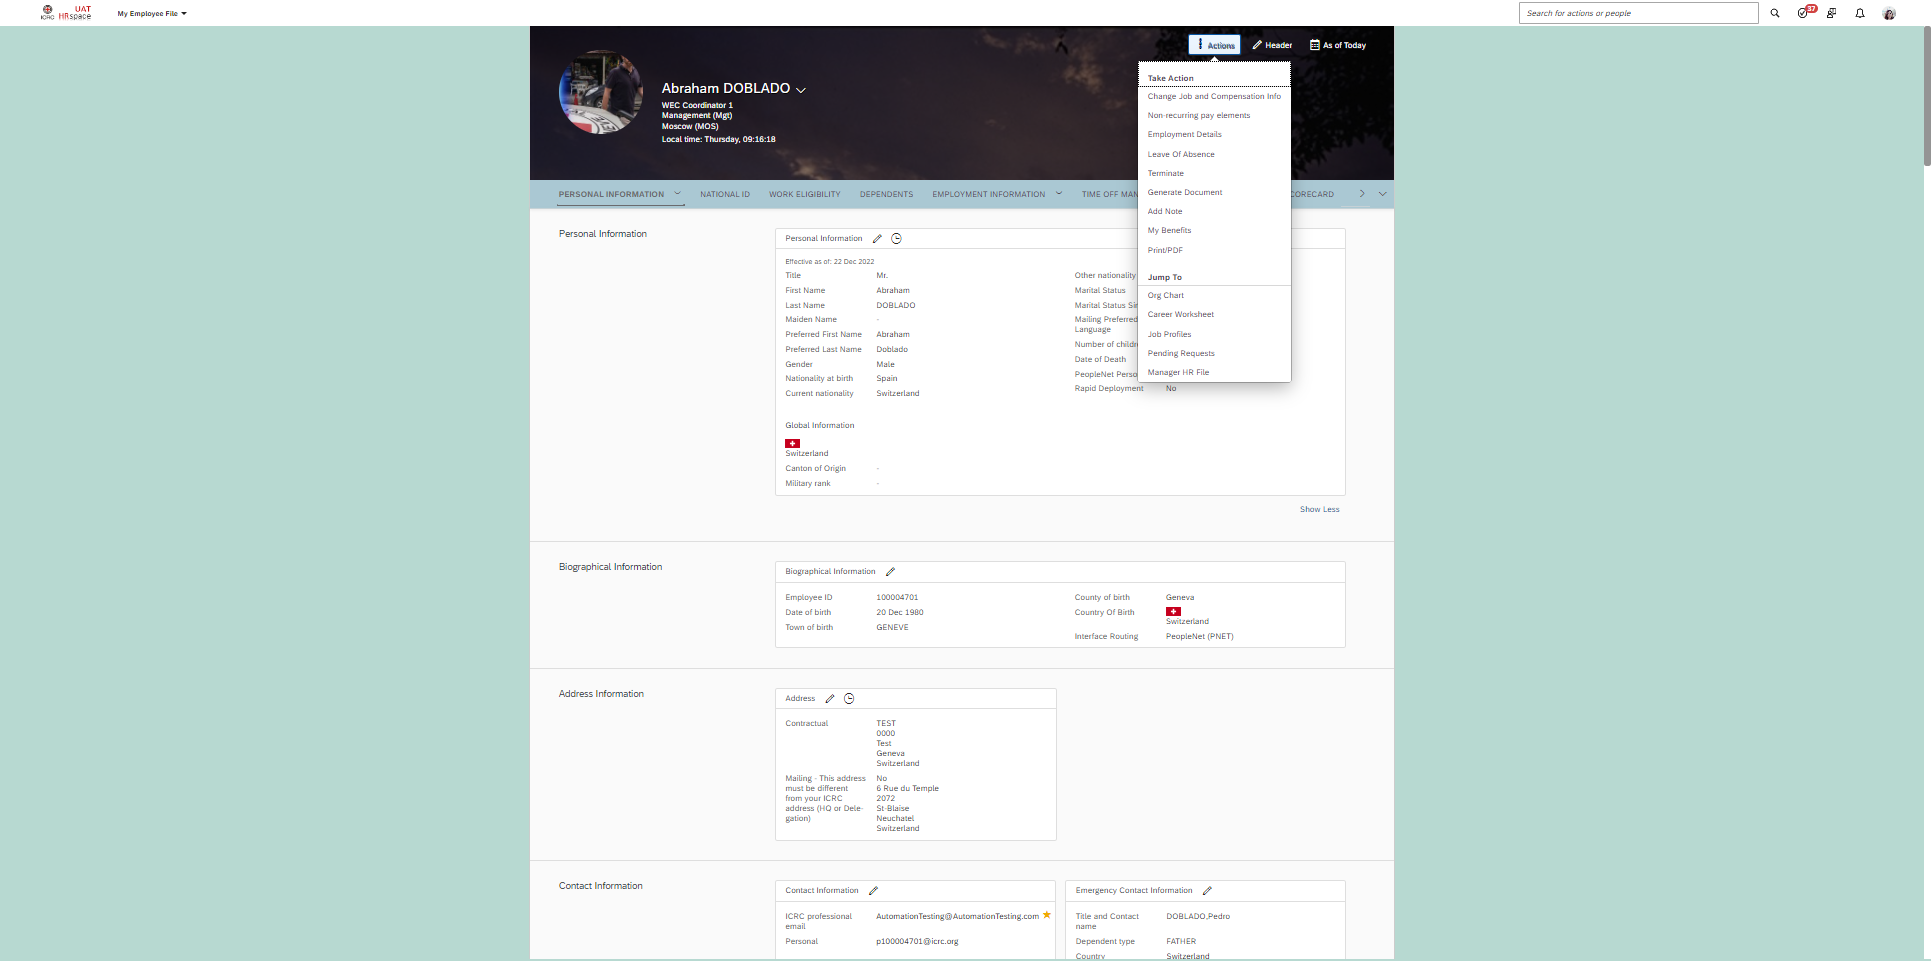 ICRC
UAT
HRspace
My Employee File
Search for actions or people
37
Actions
Header
As of Today
Abraham DOBLADO
WEC Coordinator 1
Management (Mgt)
Moscow (MOS)
Local time: Thursday, 09:16:18
Take Action
Change Job and Compensation Info
Non-recurring pay elements
Employment Details
Leave Of Absence
Terminate
Generate Document
Add Note
My Benefits
Print/PDF
Jump To
Org Chart
Career Worksheet
Job Profiles
Pending Requests
Manager HR File
PERSONAL INFORMATION
NATIONAL ID
WORK ELIGIBILITY
DEPENDENTS
EMPLOYMENT INFORMATION
TIME OFF MAN
CORECARD
Personal Information
Personal Information
Effective as of: 22 Dec 2022
Title Mr.
First Name Abraham
Last Name DOBLADO
Maiden Name -
Preferred First Name Abraham
Preferred Last Name Doblado
Gender Male
Nationality at birth Spain
Current nationality Switzerland
Other nationality
Marital Status
Marital Status Sin
Mailing Preferred
Language
Number of childr
Date of Death
PeopleNet Perso
Rapid Deployment No
Global Information
Switzerland
Canton of Origin -
Military rank -
Show Less
Biographical Information
Biographical Information
Employee ID 100004701
Date of birth 20 Dec 1980
Town of birth GENEVE
County of birth Geneva
Country Of Birth
Switzerland
Interface Routing PeopleNet (PNET)
Address Information
Address
Contractual TEST
0000
Test
Geneva
Switzerland
Mailing - This address No
must be different 6 Rue du Temple
from your ICRC 2072
address (HQ or Dele- St-Blaise
gation) Neuchatel
Switzerland
Contact Information
Contact Information
ICRC professional AutomationTesting@AutomationTesting.com
email
Personal p100004701@icrc.org
Emergency Contact Information
Title and Contact DOBLADO,Pedro
name
Dependent type FATHER
Country Switzerland